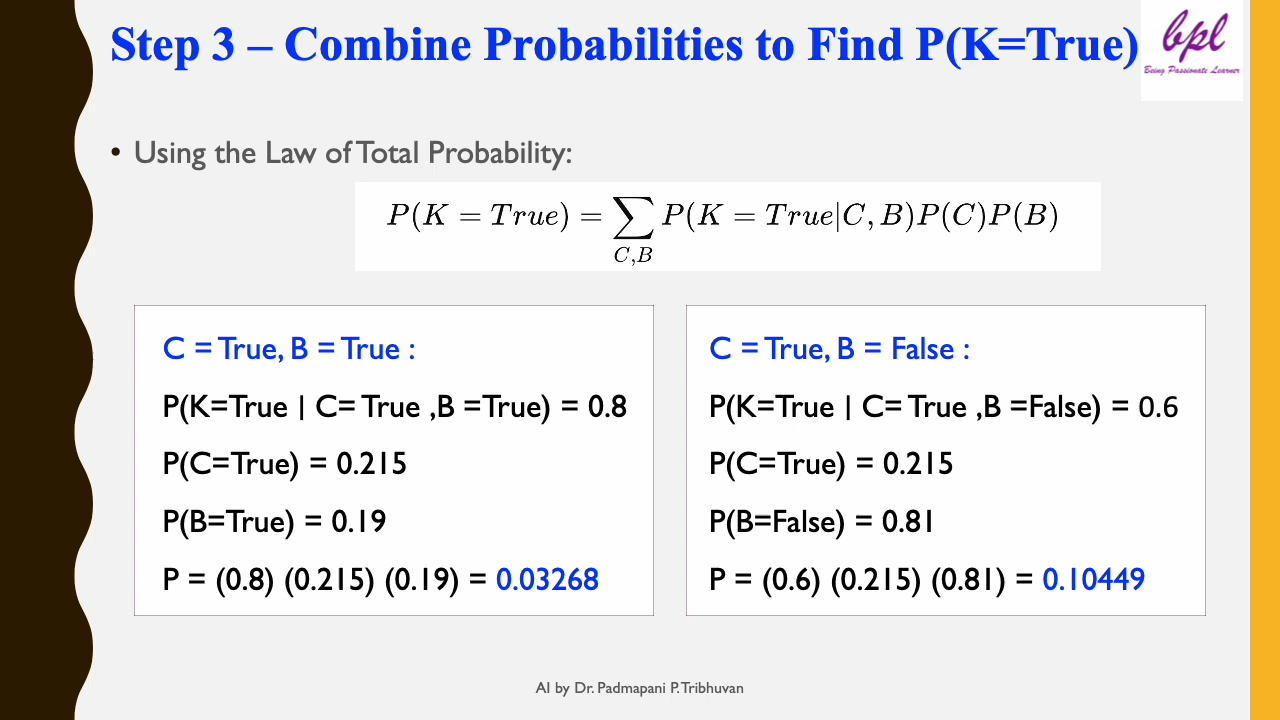 Step 3 – Combine Probabilities to Find P(K=True)
bpl
Being Passionate Learner
• Using the Law of Total Probability:
P(K = True) = ∑ P(K = True|C, B)P(C)P(B)
C,B
C = True, B = True :
P(K=True | C= True ,B =True) = 0.8
P(C=True) = 0.215
P(B=True) = 0.19
P = (0.8) (0.215) (0.19) = 0.03268
C = True, B = False :
P(K=True | C= True ,B =False) = 0.6
P(C=True) = 0.215
P(B=False) = 0.81
P = (0.6) (0.215) (0.81) = 0.10449
AI by Dr. Padmapani P. Tribhuvan